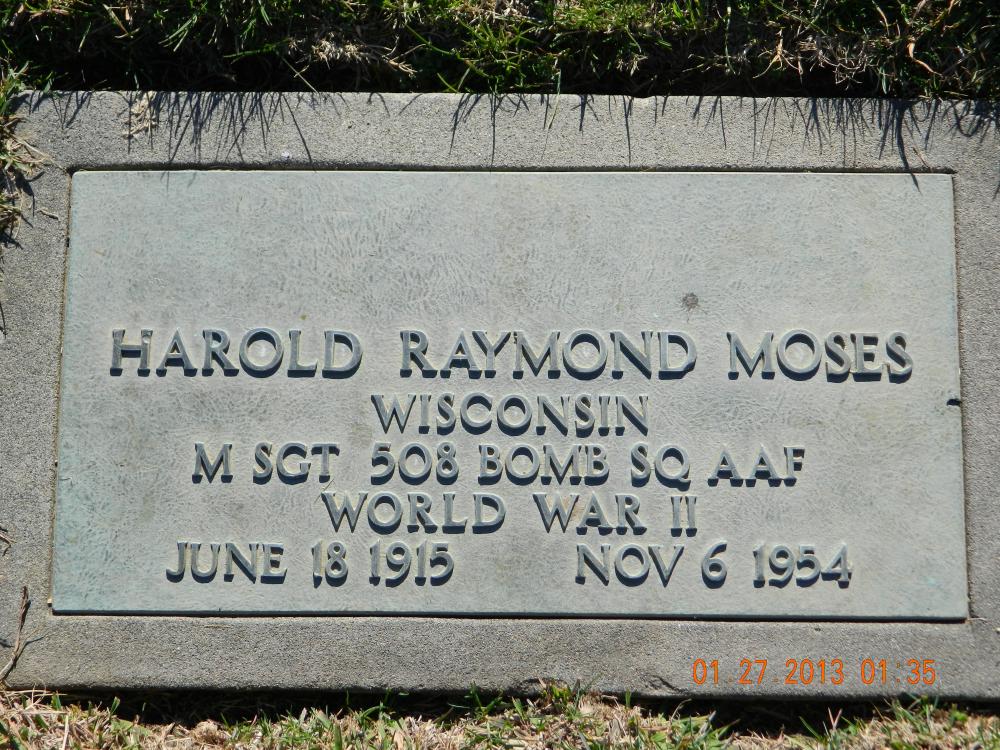 HAROLD RAYMOND MOSES
WISCONSIN
M SGT 508 BOMB SQ AAF
WORLD WAR II
JUNE 18 1915 NOV 6 1954
01 27 2013 01:35